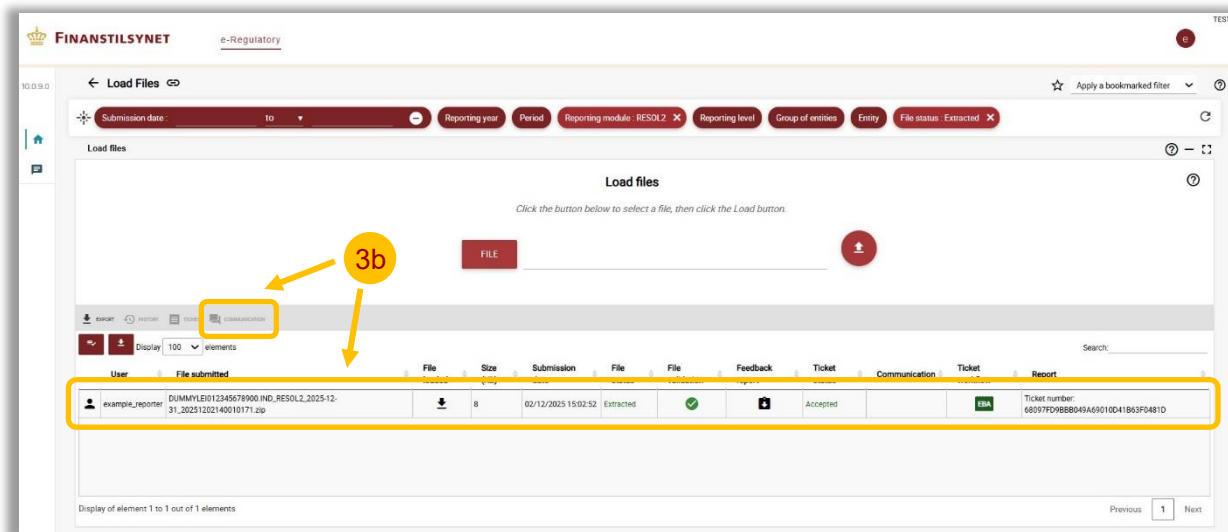 TEST
FINANSTILSYNET
e-Regulatory
e
10.0.9.0
Load Files
Apply a bookmarked filter
Submission date :
to
Reporting year
Period
Reporting module : RESOL2
Reporting level
Group of entities
Entity
File status : Extracted
Load files
Load files
Click the button below to select a file, then click the Load button.
FILE
3b
EXPORT HISTORY TICKET COMMUNICATION
Display 100 elements
Search:
User File submitted File Size Submission File File Feedback Ticket Communication Ticket Report
example_reporter DUMMYLEI012345678900.IND_RESOL2_2025-12-
31_20251202140010171.zip
8 02/12/2025 15:02:52 Extracted Accepted EBA
Ticket number:
68097FD9BBB049A69010D41B63F0481D
Display of element 1 to 1 out of 1 elements
Previous 1 Next